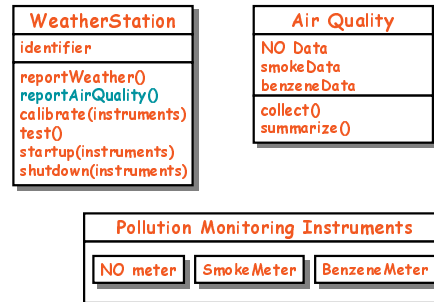 WeatherStation
identifier
reportWeather()
reportAirQuality()
calibrate(instruments)
test()
startup(instruments)
shutdown(instruments)
Air Quality
NO Data
smokeData
benzeneData
collect()
summarize()
Pollution Monitoring Instruments
NO meter
SmokeMeter
BenzeneMeter